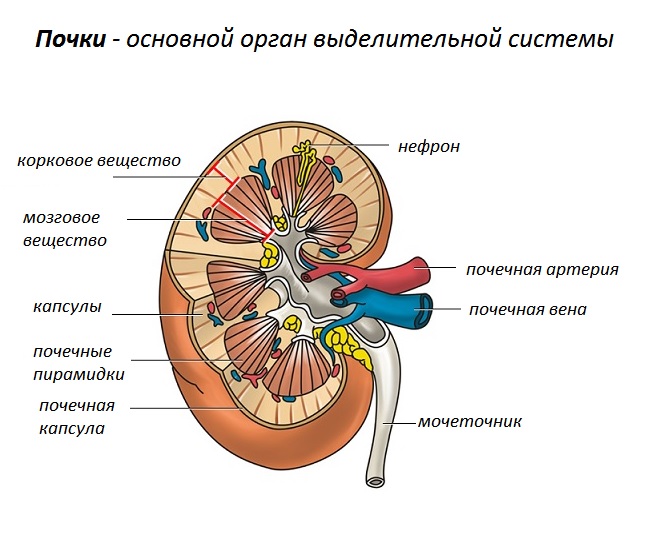 Почки - основной орган выделительной системы
корковое вещество
нефрон
мозговое
вещество
почечная артерия
капсулы
почечная вена
почечные
пирамидки
почечная
капсула
мочеточник